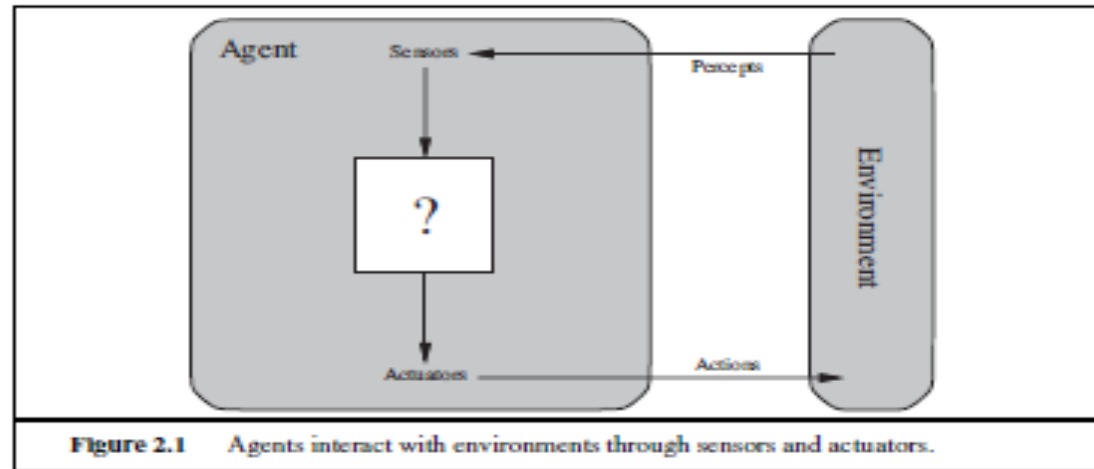 Agent
Sensors
Percepts
?
Environment
Actuators
Actions
Figure 2.1 Agents interact with environments through sensors and actuators.